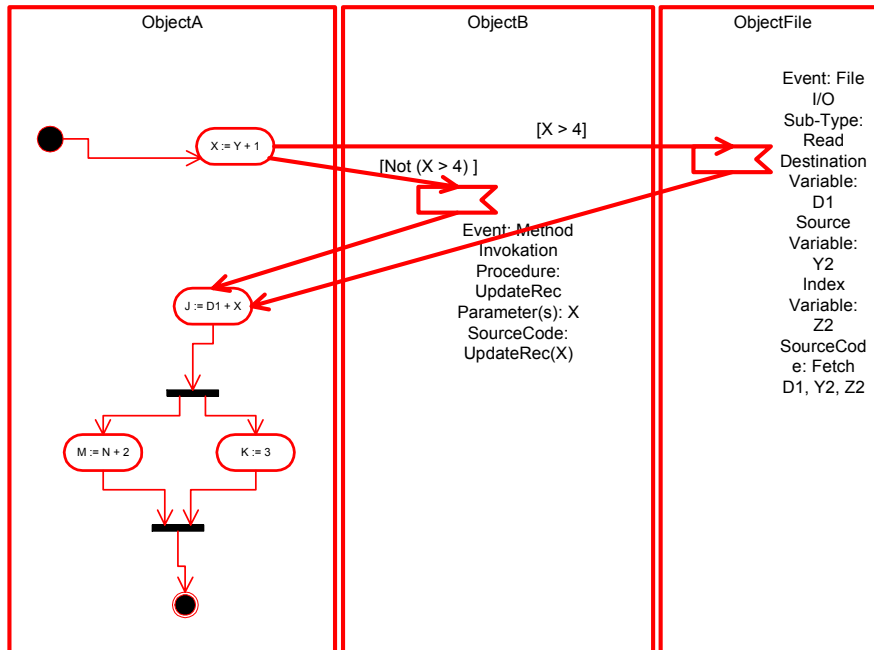 ObjectA
ObjectB
ObjectFile
X := Y + 1
[X > 4]
[Not (X > 4) ]
Event: Method
Invokation
Procedure:
UpdateRec
Parameter(s): X
SourceCode:
UpdateRec(X)
Event: File
I/O
Sub-Type:
Read
Destination
Variable:
D1
Source
Variable:
Y2
Index
Variable:
Z2
SourceCod
e: Fetch
D1, Y2, Z2
J := D1 + X
M := N + 2
K := 3